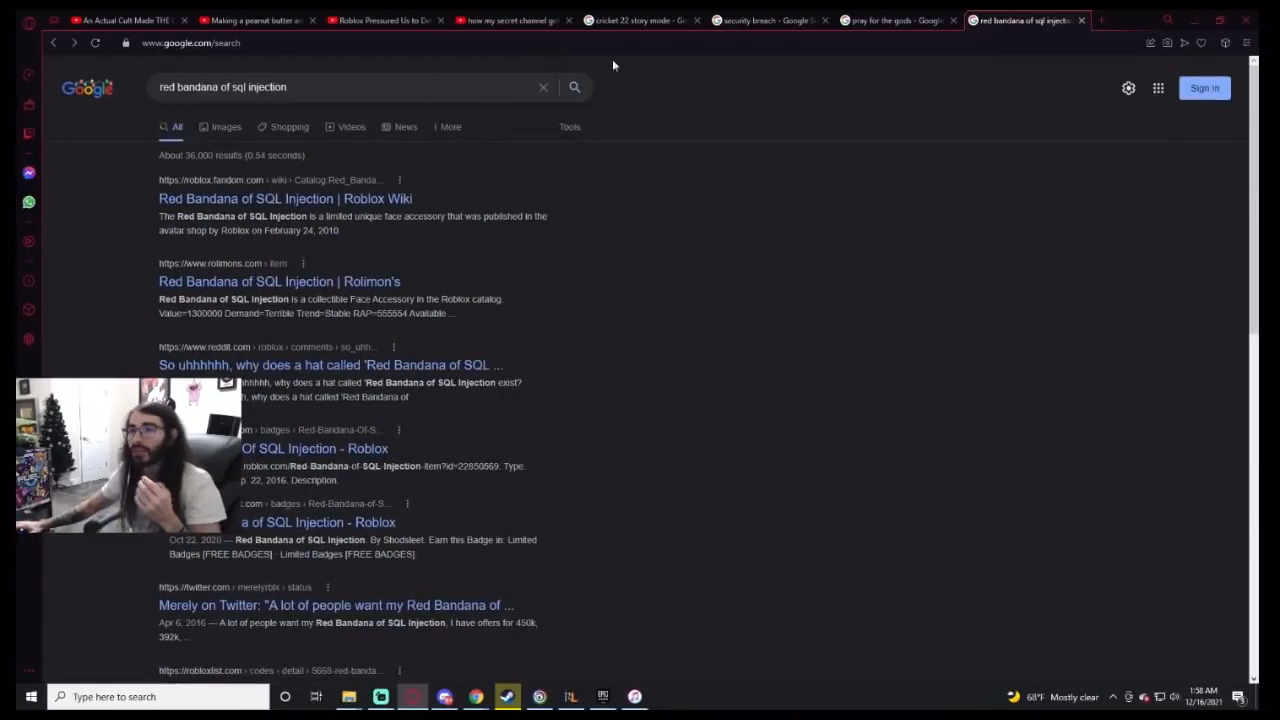 An Actual Cult Made THE
Making a peanut butter ar
Roblox Pressured Us to De
how my secret channel got
cricket 22 story mode - Go
security breach - Google S
pray for the gods - Google
red bandana of sql injectio
www.google.com/search
Google
red bandana of sql injection
Sign in
All
Images
Shopping
Videos
News
More
Tools
About 36,000 results (0.54 seconds)
https://roblox.fandom.com › wiki › Catalog:Red_Banda...
Red Bandana of SQL Injection | Roblox Wiki
The Red Bandana of SQL Injection is a limited unique face accessory that was published in the
avatar shop by Roblox on February 24, 2010.
https://www.rolimons.com › item
Red Bandana of SQL Injection | Rolimon's
Red Bandana of SQL Injection is a collectible Face Accessory in the Roblox catalog.
Value=1300000 Demand=Terrible Trend=Stable RAP=555554 Available ...
https://www.reddit.com › roblox › comments › so_uhh...
So uhhhhhh, why does a hat called 'Red Bandana of SQL ...
hhhhh, why does a hat called 'Red Bandana of SQL Injection exist?
h, why does a hat called 'Red Bandana of
om › badges › Red-Bandana-Of-S...
Of SQL Injection - Roblox
.roblox.com/Red-Bandana-of-SQL-Injection-item?id=22850569. Type.
p. 22, 2016. Description.
.com › badges › Red-Bandana-of-S...
a of SQL Injection - Roblox
Oct 22, 2020 — Red Bandana of SQL Injection. By Shodsleet. Earn this Badge in: Limited
Badges [FREE BADGES] · Limited Badges [FREE BADGES].
https://twitter.com › merelyrblx › status
Merely on Twitter: "A lot of people want my Red Bandana of ...
Apr 6, 2016 — A lot of people want my Red Bandana of SQL Injection, I have offers for 450k,
392k, ...
https://robloxlist.com › codes › detail › 5668-red-banda...
Type here to search
68°F Mostly clear
1:58 AM
12/16/2021